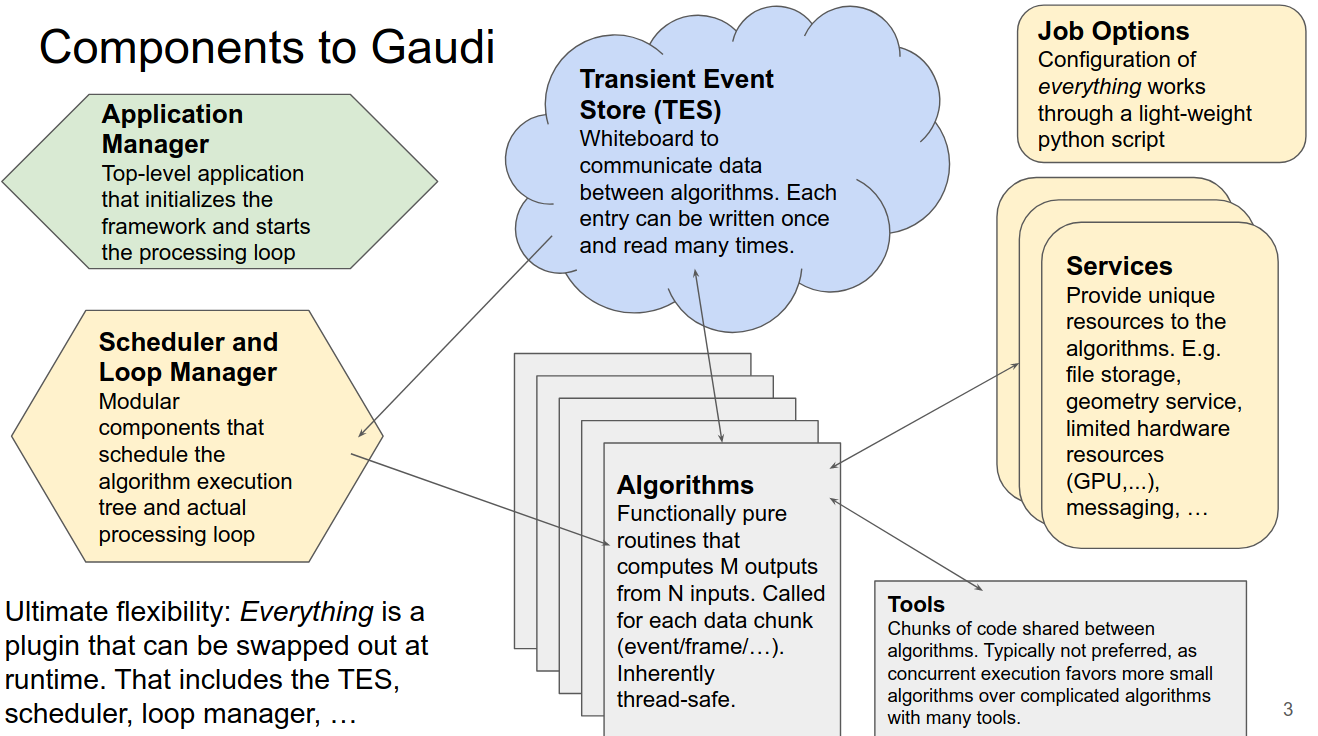 Components to Gaudi
Application
Manager
Top-level application
that initializes the
framework and starts
the processing loop
Transient Event
Store (TES)
Whiteboard to
communicate data
between algorithms. Each
entry can be written once
and read many times.
Job Options
Configuration of
everything works
through a light-weight
python script
Scheduler and
Loop Manager
Modular
components that
schedule the
algorithm execution
tree and actual
processing loop
Services
Provide unique
resources to the
algorithms. E.g.
file storage,
geometry service,
limited hardware
resources
(GPU,...),
messaging, …
Algorithms
Functionally pure
routines that
computes M outputs
from N inputs. Called
for each data chunk
(event/frame/…).
Inherently
thread-safe.
Tools
Chunks of code shared between
algorithms. Typically not preferred, as
concurrent execution favors more small
algorithms over complicated algorithms
with many tools.
Ultimate flexibility: Everything is a
plugin that can be swapped out at
runtime. That includes the TES,
scheduler, loop manager, …
3